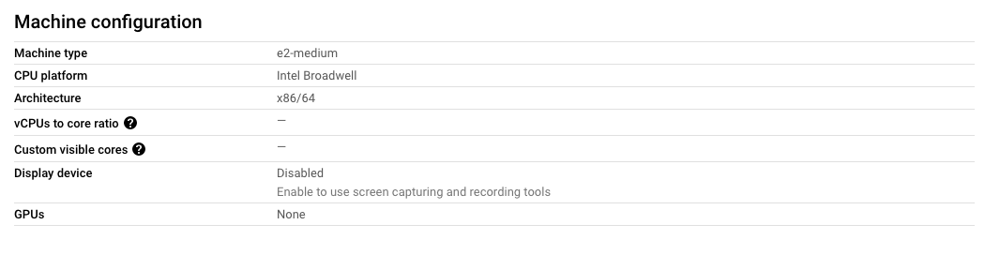 Machine configuration
Machine type e2-medium
CPU platform Intel Broadwell
Architecture x86/64
vCPUs to core ratio ? —
Custom visible cores ? —
Display device Disabled
Enable to use screen capturing and recording tools
GPUs None